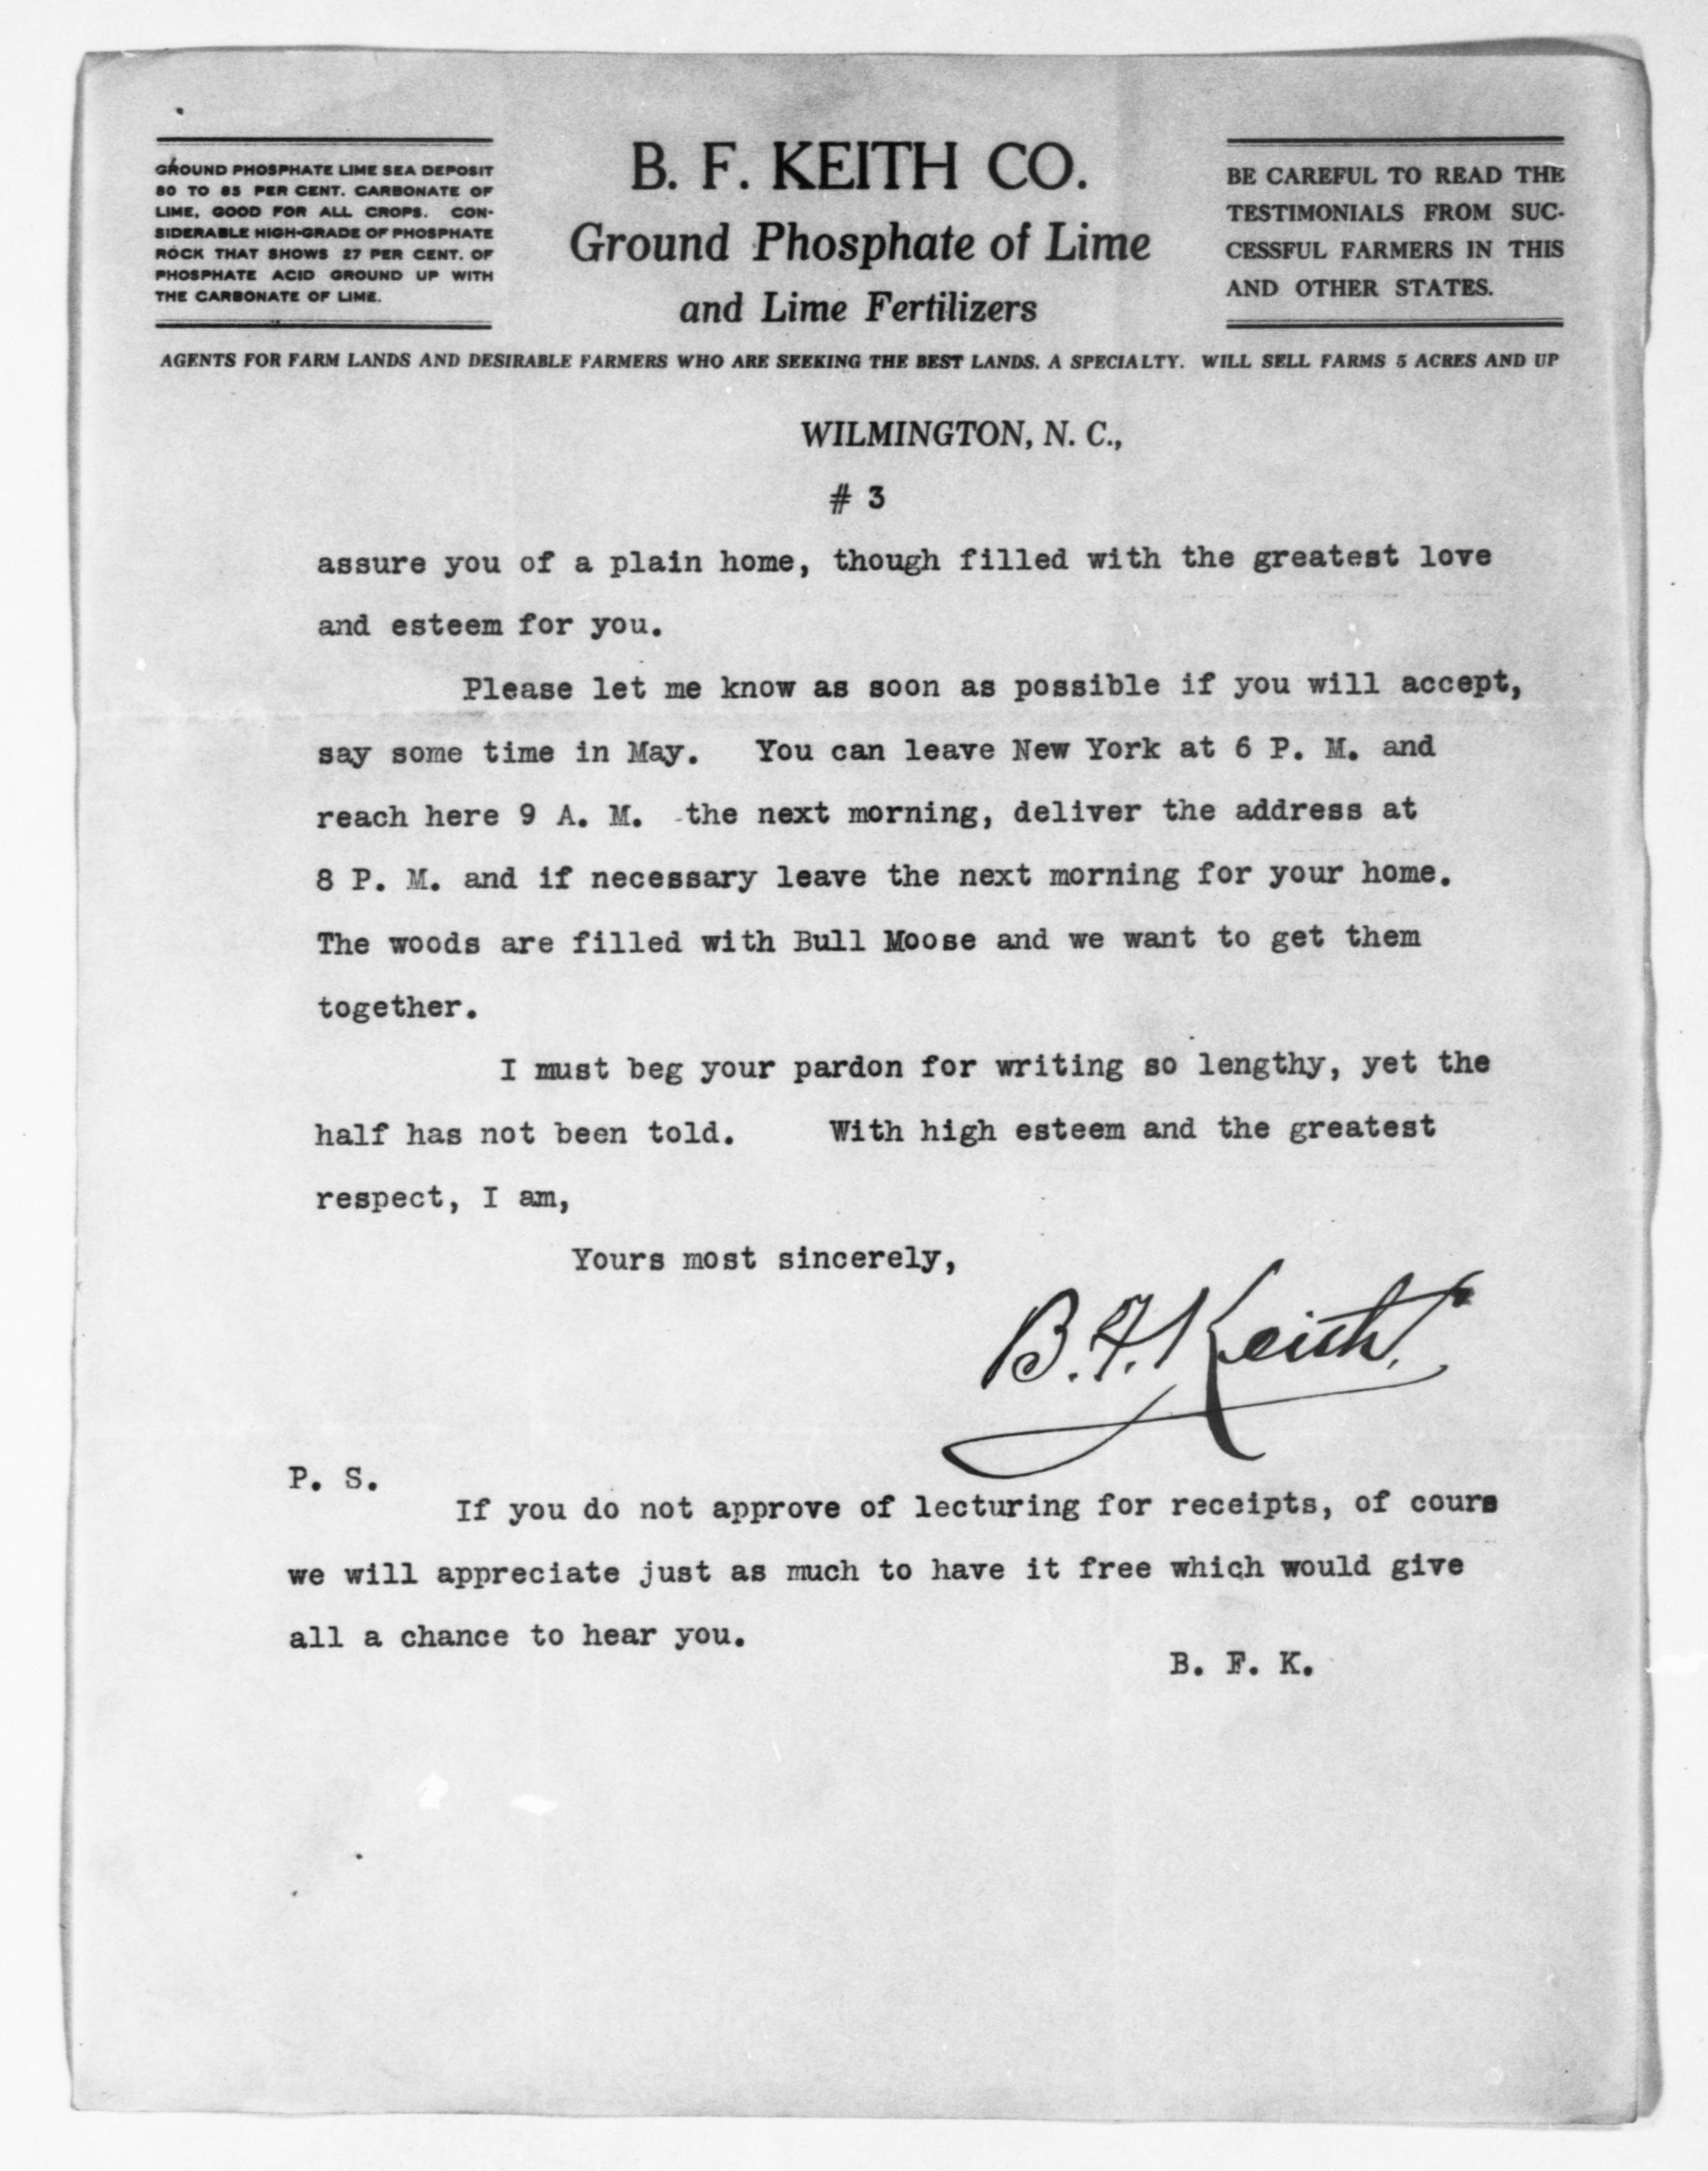 GROUND PHOSPHATE LIME SEA DEPOSIT
80 TO 85 PER CENT. CARBONATE OF
LIME, GOOD FOR ALL CROPS. CON-
SIDERABLE HIGH-GRADE OF PHOSPHATE
ROCK THAT SHOWS 27 PER CENT. OF
PHOSPHATE ACID GROUND UP WITH
THE CARBONATE OF LIME.
B. F. KEITH CO.
Ground Phosphate of Lime
and Lime Fertilizers
BE CAREFUL TO READ THE
TESTIMONIALS FROM SUC-
CESSFUL FARMERS IN THIS
AND OTHER STATES.
AGENTS FOR FARM LANDS AND DESIRABLE FARMERS WHO ARE SEEKING THE BEST LANDS. A SPECIALTY. WILL SELL FARMS 5 ACRES AND UP
WILMINGTON, N. C.,
# 3
assure you of a plain home, though filled with the greatest love
and esteem for you.
Please let me know as soon as possible if you will accept,
say some time in May. You can leave New York at 6 P. M. and
reach here 9 A. M. the next morning, deliver the address at
8 P. M. and if necessary leave the next morning for your home.
The woods are filled with Bull Moose and we want to get them
together.
I must beg your pardon for writing so lengthy, yet the
half has not been told. With high esteem and the greatest
respect, I am,
Yours most sincerely,
B. F. Keith.
P. S.
If you do not approve of lecturing for receipts, of cours
we will appreciate just as much to have it free which would give
all a chance to hear you.
B. F. K.